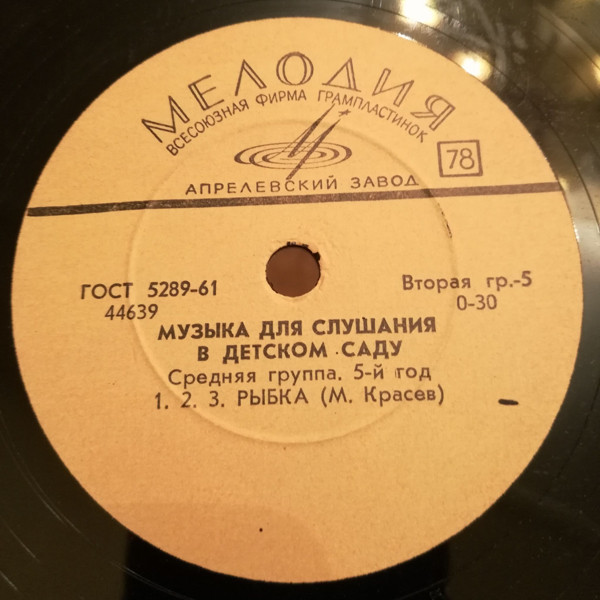 МЕЛОДИЯ
ВСЕСОЮЗНАЯ ФИРМА ГРАМПЛАСТИНОК
78
АПРЕЛЕВСКИЙ ЗАВОД
ГОСТ 5289-61
44639
Вторая гр.-5
0-30
МУЗЫКА ДЛЯ СЛУШАНИЯ
В ДЕТСКОМ САДУ
Средняя группа. 5-й год
1. 2. 3. РЫБКА (М. Красев)